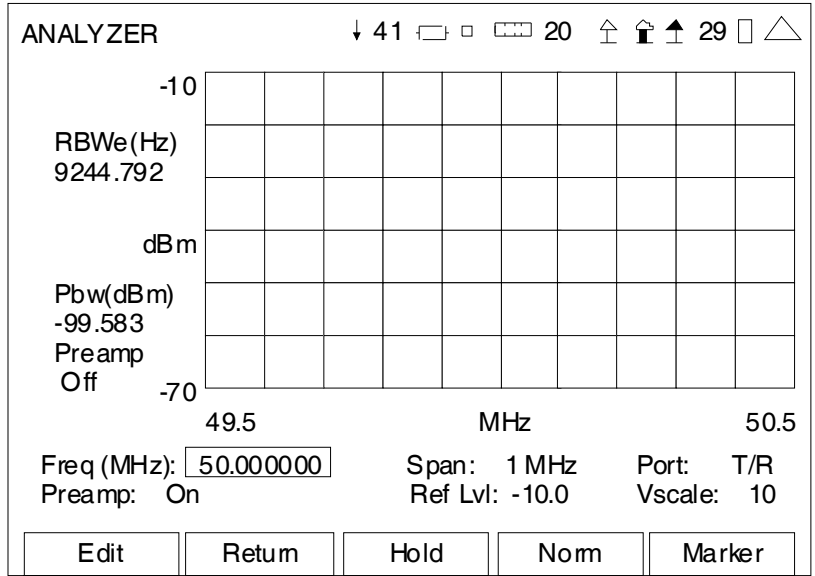 ANALYZER ↓ 41 20 29
-10
RBWe(Hz)
9244.792
dBm
Pbw(dBm)
-99.583
Preamp
Off
-70
49.5 MHz 50.5
Freq (MHz): 50.000000 Span: 1 MHz Port: T/R
Preamp: On Ref Lvl: -10.0 Vscale: 10
Edit Return Hold Norm Marker